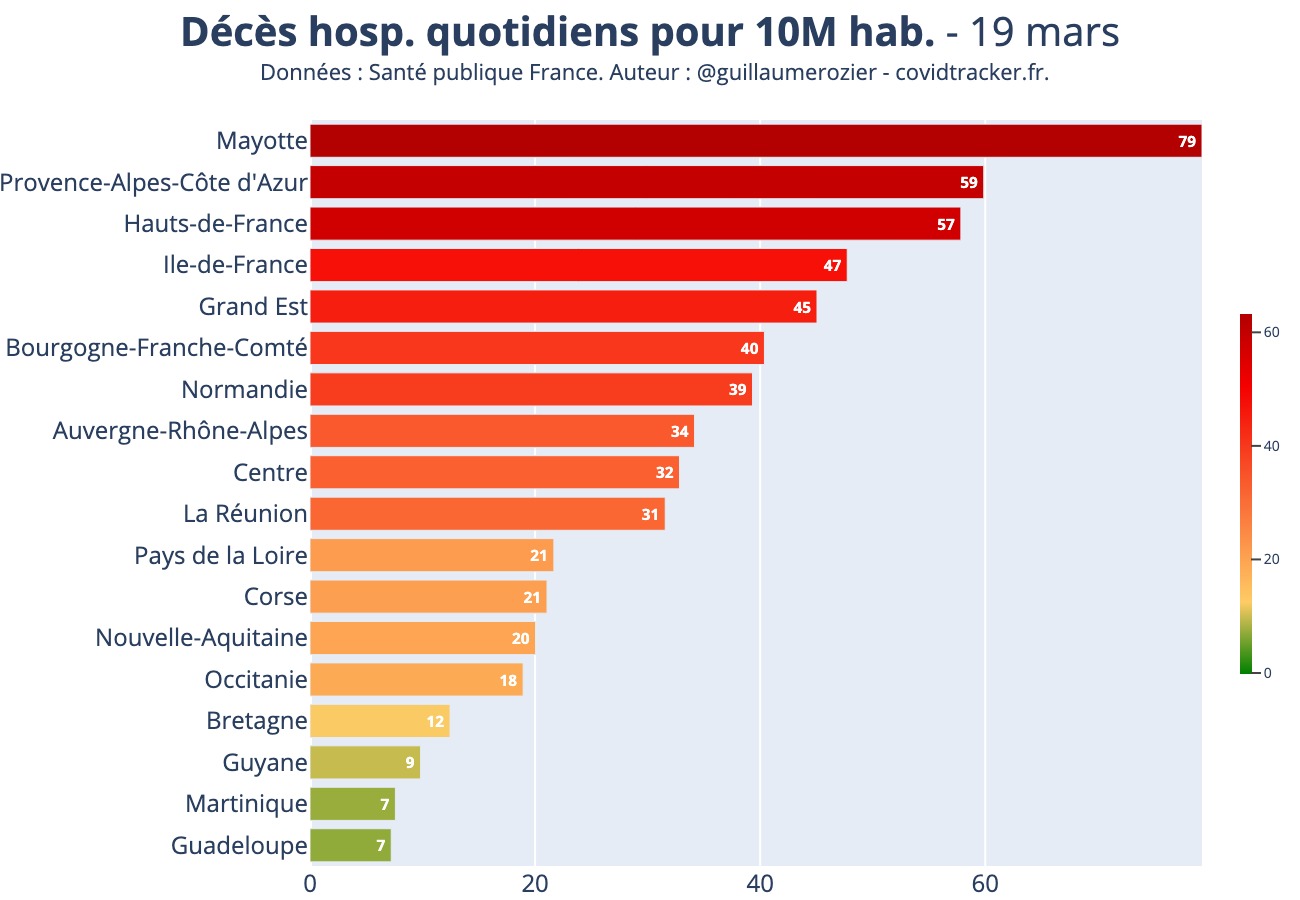 Décès hosp. quotidiens pour 10M hab. - 19 mars
Données : Santé publique France. Auteur : @guillaumerozier - covidtracker.fr.
Mayotte 79
Provence-Alpes-Côte d'Azur 59
Hauts-de-France 57
Ile-de-France 47
Grand Est 45
Bourgogne-Franche-Comté 40
Normandie 39
Auvergne-Rhône-Alpes 34
Centre 32
La Réunion 31
Pays de la Loire 21
Corse 21
Nouvelle-Aquitaine 20
Occitanie 18
Bretagne 12
Guyane 9
Martinique 7
Guadeloupe 7
0 20 40 60
60
40
20
0